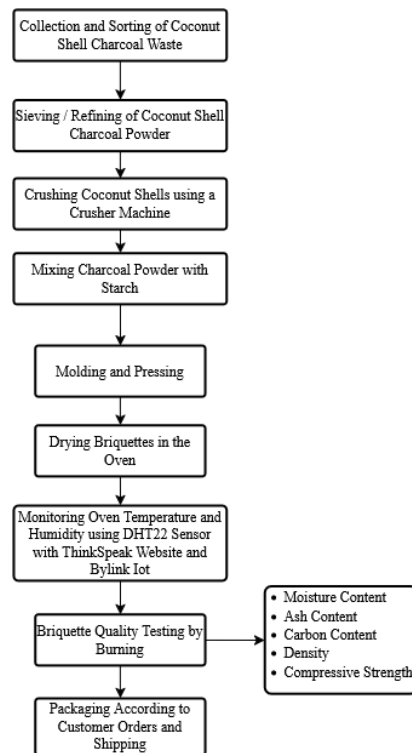 Collection and Sorting of Coconut
Shell Charcoal Waste
Sieving / Refining of Coconut Shell
Charcoal Powder
Crushing Coconut Shells using a
Crusher Machine
Mixing Charcoal Powder with
Starch
Molding and Pressing
Drying Briquettes in the
Oven
Monitoring Oven Temperature and
Humidity using DHT22 Sensor
with ThinkSpeak Website and
Bylink Iot
Briquette Quality Testing by
Burning
• Moisture Content
• Ash Content
• Carbon Content
• Density
• Compressive Strength
Packaging According to
Customer Orders and
Shipping